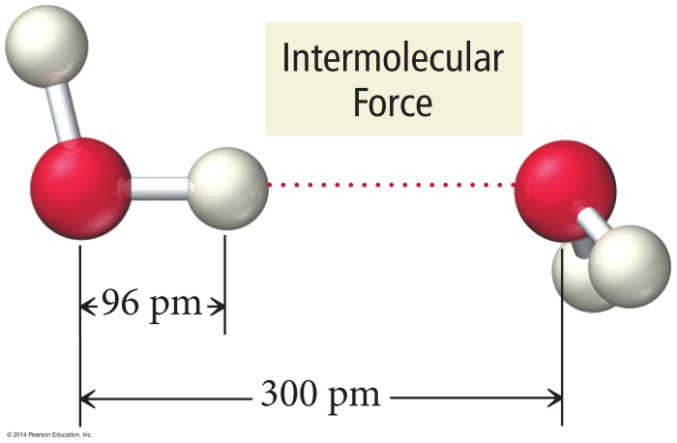 Intermolecular
Force
96 pm
300 pm
© 2014 Pearson Education, Inc.